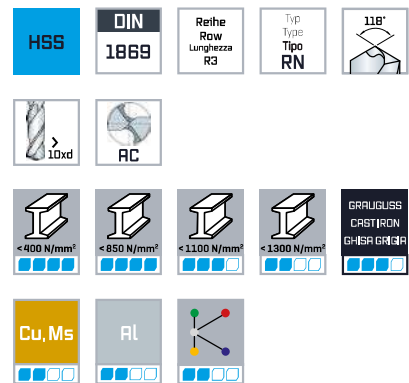 HSS
DIN
1869
Reihe
Row
Lunghezza
R3
Typ
Type
Tipo
RN
118°
>
10xd
AC
<400 N/mm²
<850 N/mm²
<1100 N/mm²
<1300 N/mm²
GRAUGUSS
CAST IRON
GHISA GRIGIA
Cu, Ms
Al